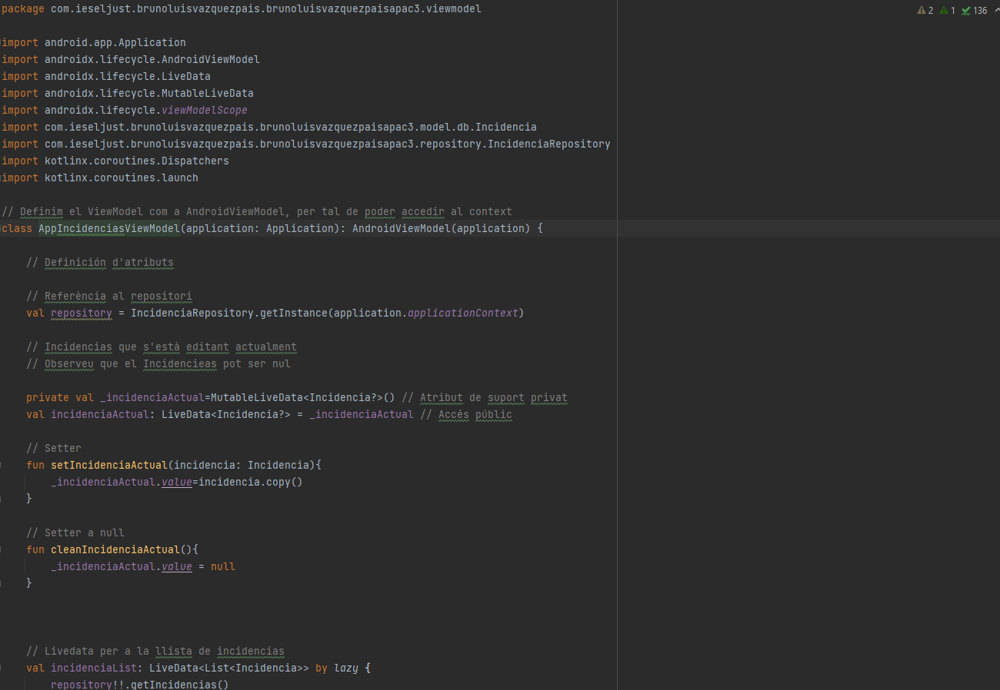 package com.ieseljust.brunoluisvazquezpais.brunoluisvazquezpaisapac3.viewmodel
2 1 136
import android.app.Application
import androidx.lifecycle.AndroidViewModel
import androidx.lifecycle.LiveData
import androidx.lifecycle.MutableLiveData
import androidx.lifecycle.viewModelScope
import com.ieseljust.brunoluisvazquezpais.brunoluisvazquezpaisapac3.model.db.Incidencia
import com.ieseljust.brunoluisvazquezpais.brunoluisvazquezpaisapac3.repository.IncidenciaRepository
import kotlinx.coroutines.Dispatchers
import kotlinx.coroutines.launch
// Definim el ViewModel com a AndroidViewModel, per tal de poder accedir al context
class AppIncidenciasViewModel(application: Application): AndroidViewModel(application) {
// Definición d'atributs
// Referència al repositori
val repository = IncidenciaRepository.getInstance(application.applicationContext)
// Incidencias que s'està editant actualment
// Observeu que el Incidencieas pot ser nul
private val _incidenciaActual=MutableLiveData<Incidencia?>() // Atribut de suport privat
val incidenciaActual: LiveData<Incidencia?> = _incidenciaActual // Accés públic
// Setter
fun setIncidenciaActual(incidencia: Incidencia){
_incidenciaActual.value=incidencia.copy()
}
// Setter a null
fun cleanIncidenciaActual(){
_incidenciaActual.value = null
}
// Livedata per a la llista de incidencias
val incidenciaList: LiveData<List<Incidencia>> by lazy {
repository!!.getIncidencias()